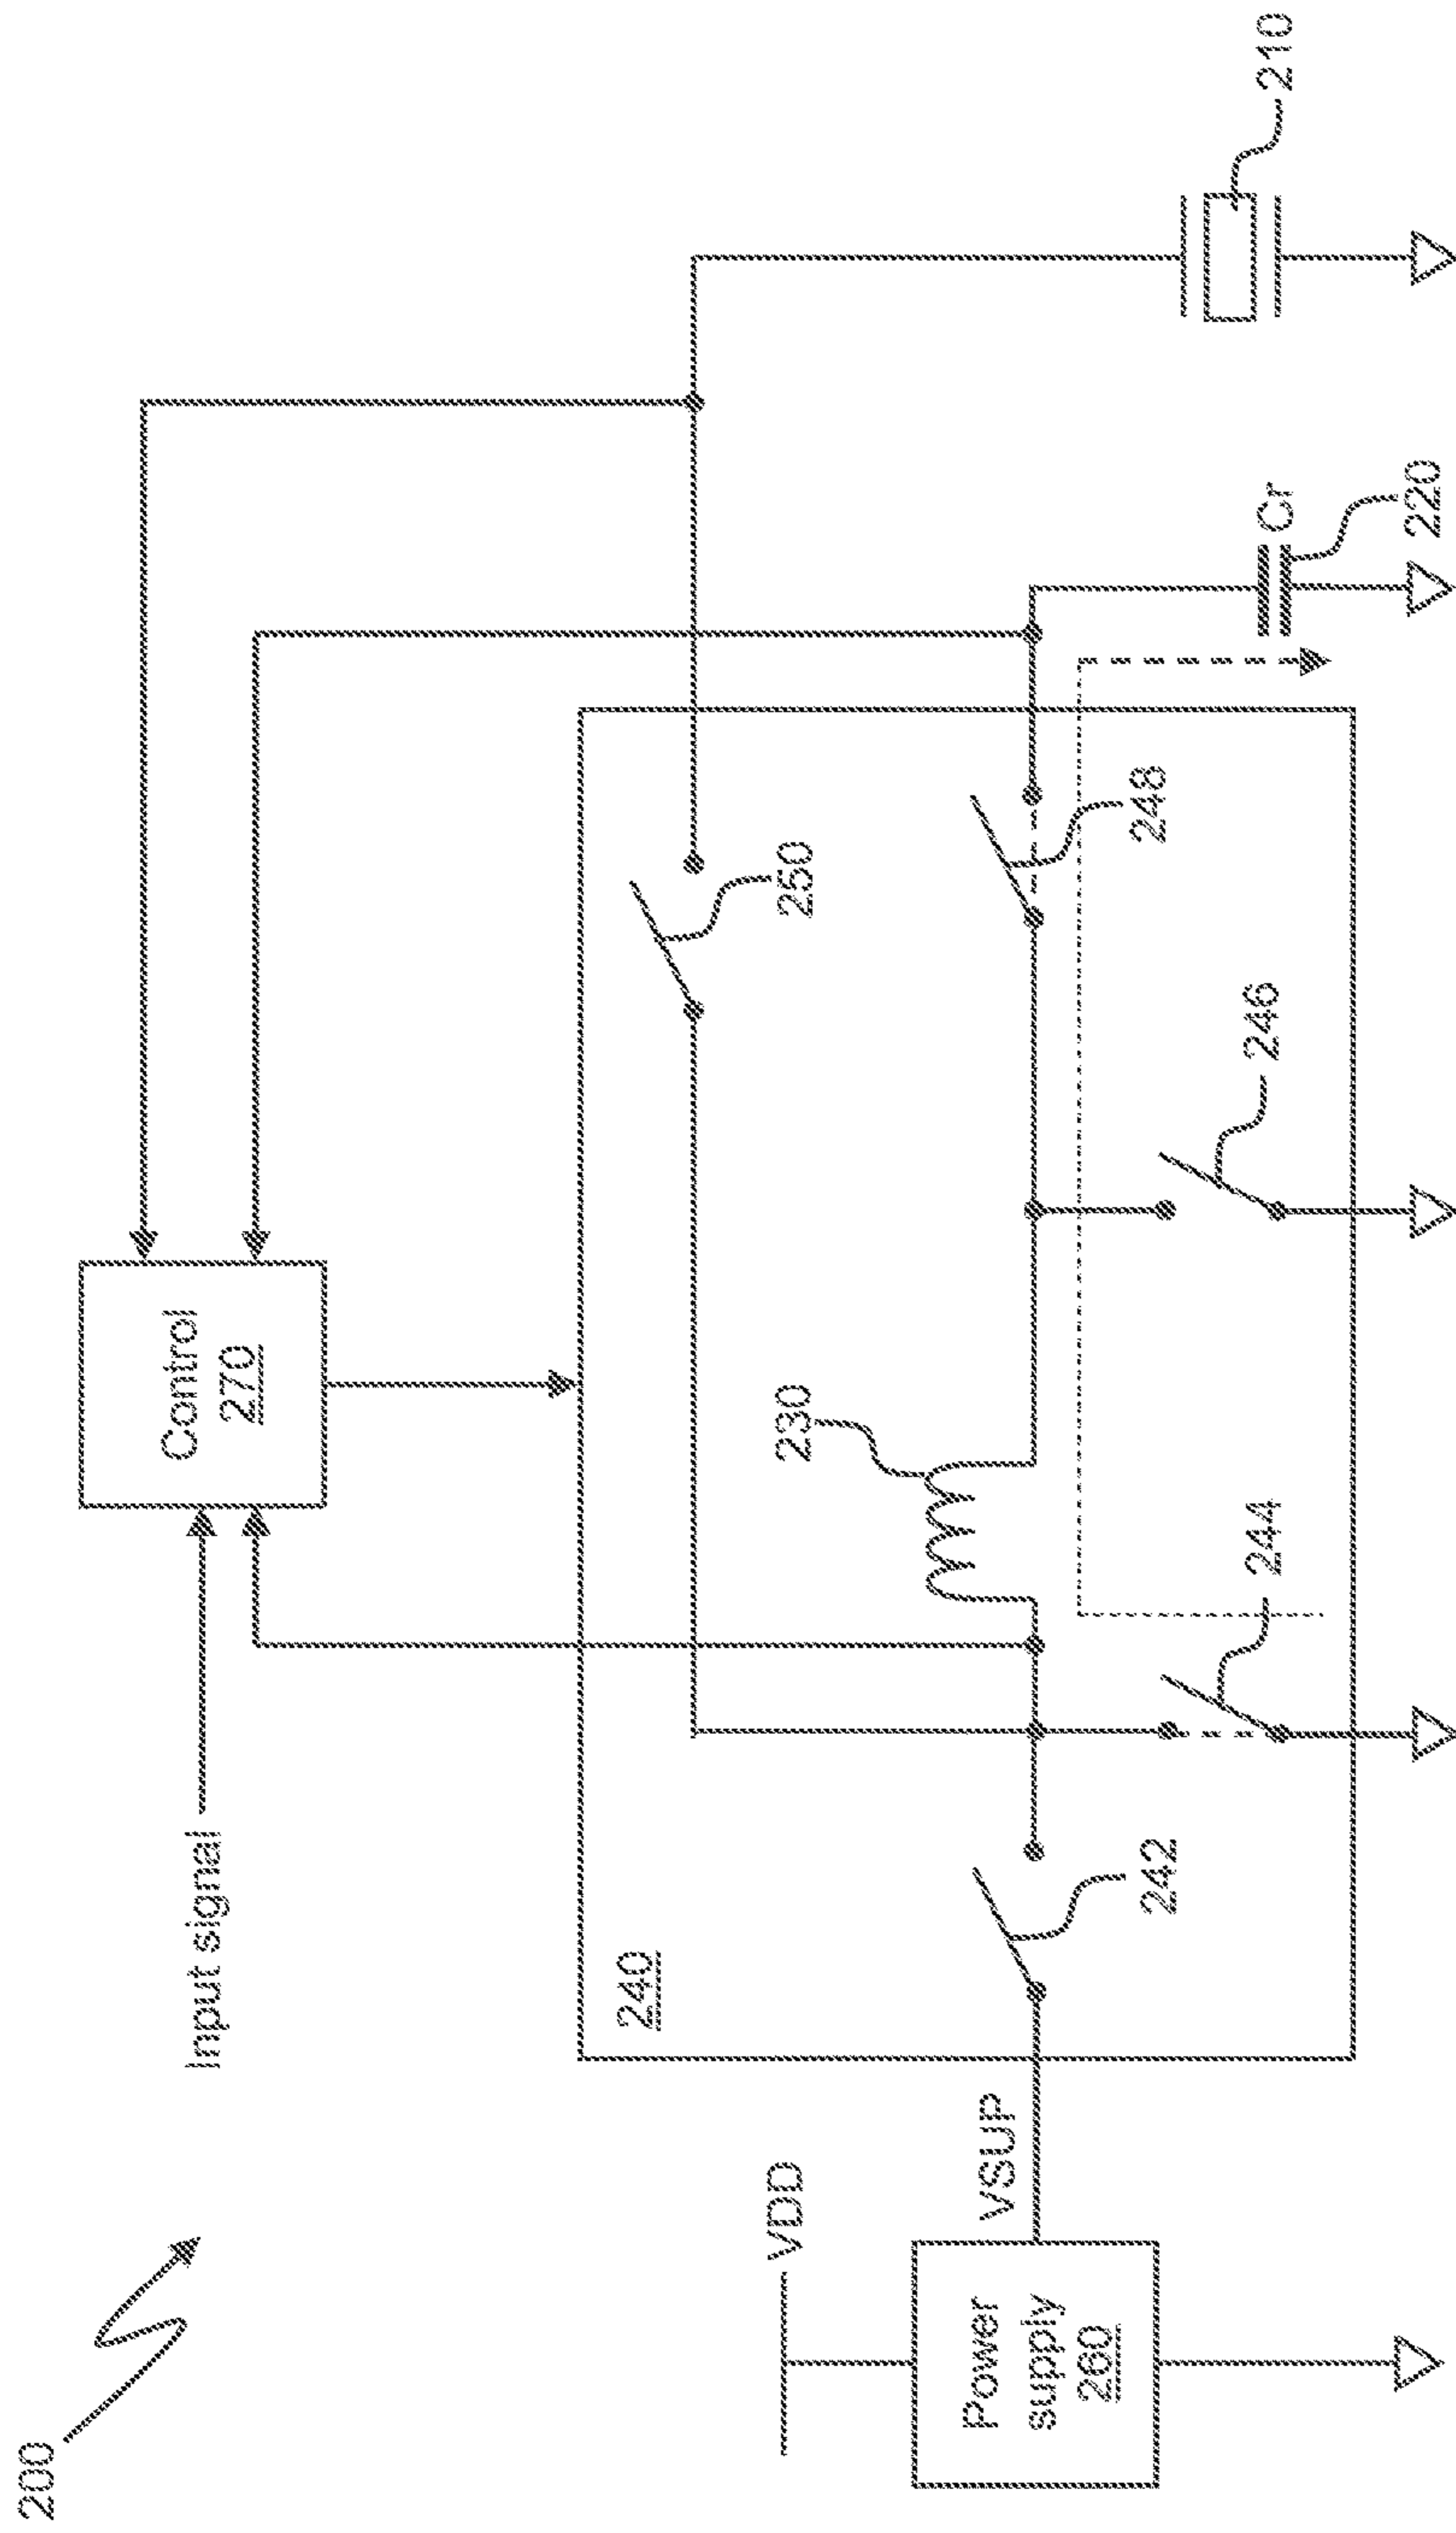 200
Input signal
Control
270
VDD
VSUP
Power
supply
260
240
242
244
230
246
248
250
Cr
220
210